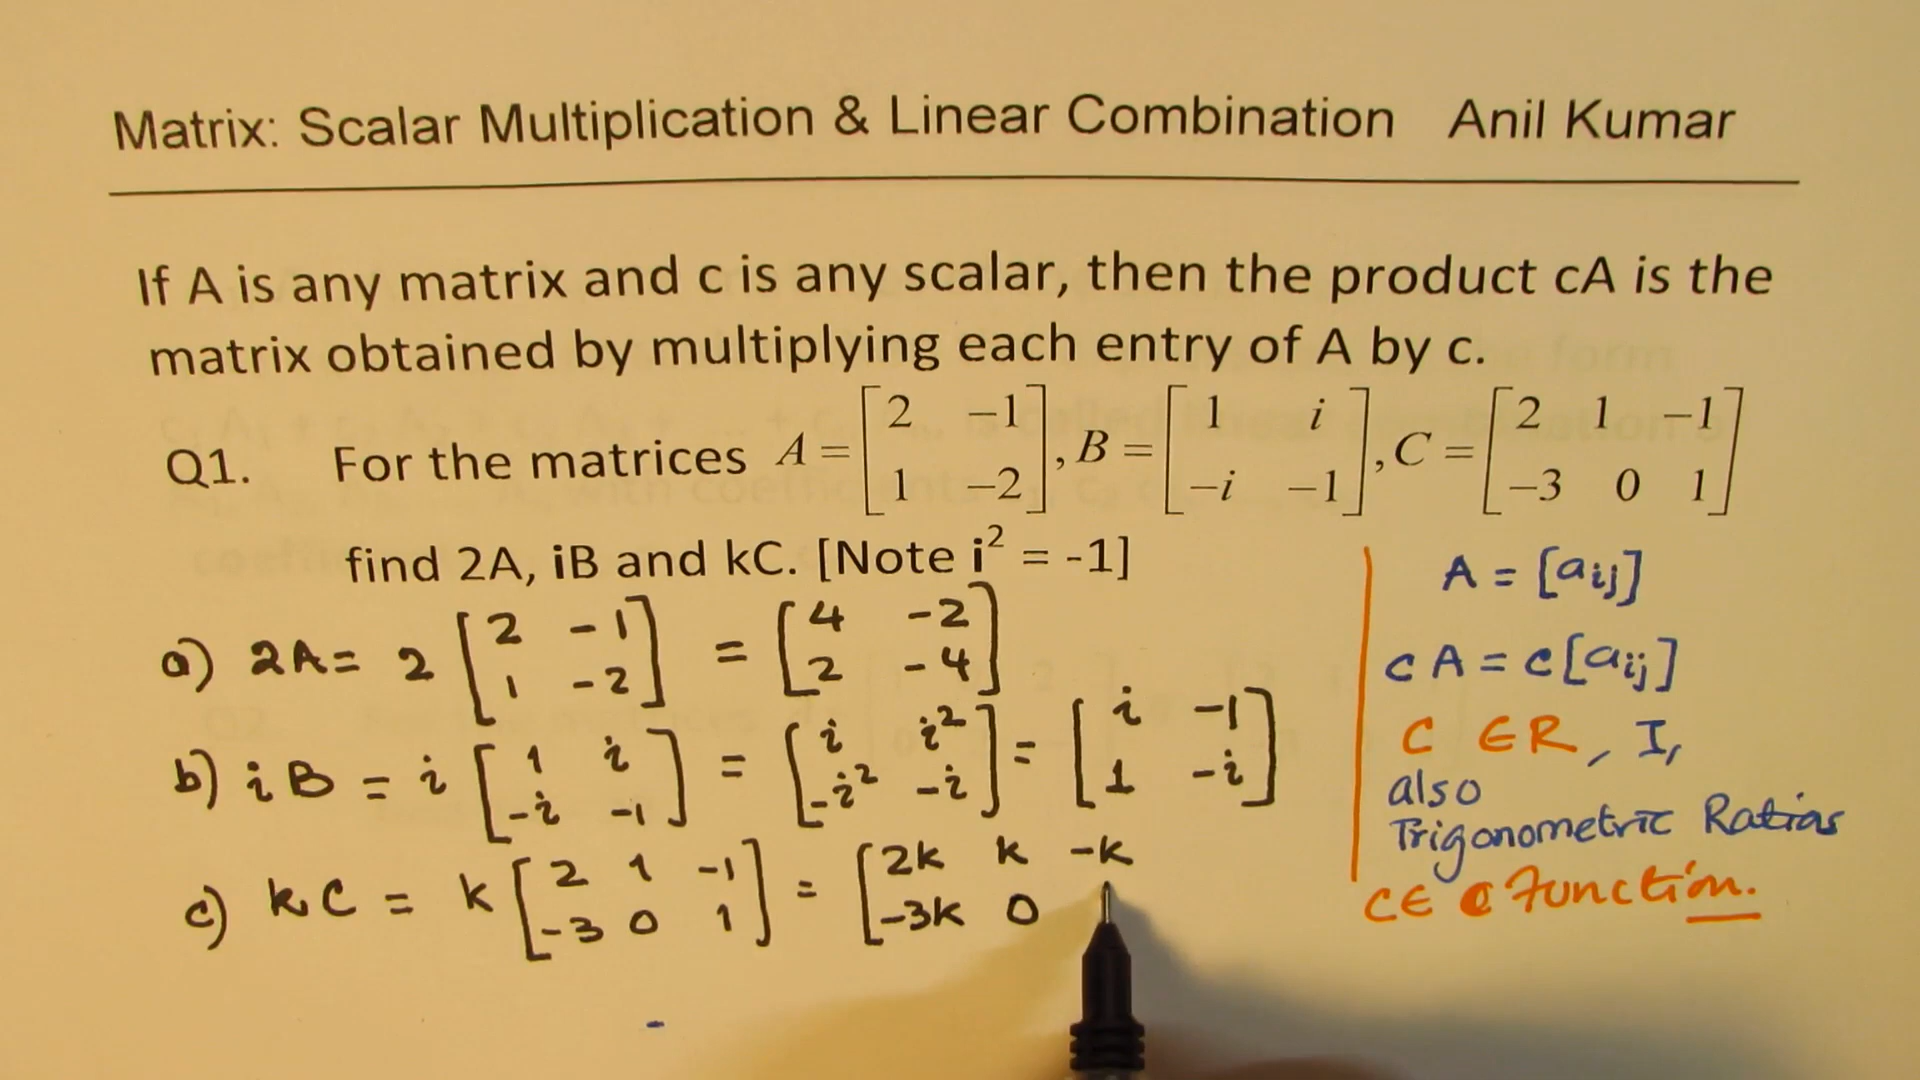 Matrix: Scalar Multiplication & Linear Combination Anil Kumar
If A is any matrix and c is any scalar, then the product cA is the
matrix obtained by multiplying each entry of A by c.
Q1. For the matrices A = [2 −1; 1 −2], B = [1 i; −i −1], C = [2 1 −1; −3 0 1]
find 2A, iB and kC. [Note i² = -1]
a) 2A = 2 [2 -1; 1 -2] = [4 -2; 2 -4]
b) iB = i [1 i; -i -1] = [i i²; -i² -i] = [i -1; 1 -i]
c) kC = k [2 1 -1; -3 0 1] = [2k k -k; -3k 0
A = [aij]
cA = c[aij]
C ∈ R, I,
also
Trigonometric Ratios
C ∈ Function.